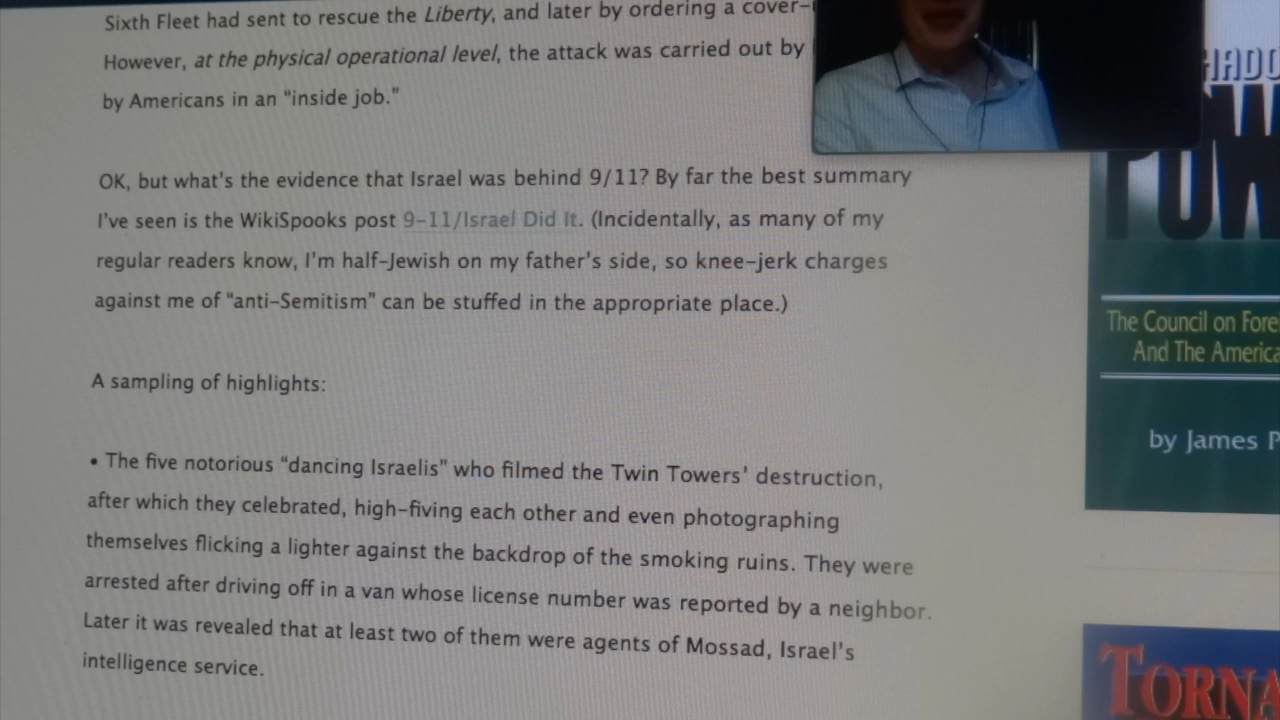 Sixth Fleet had sent to rescue the Liberty, and later by ordering a cover-
However, at the physical operational level, the attack was carried out by
by Americans in an “inside job.”
OK, but what's the evidence that Israel was behind 9/11? By far the best summary
I've seen is the WikiSpooks post 9-11/Israel Did It. (Incidentally, as many of my
regular readers know, I'm half-Jewish on my father's side, so knee-jerk charges
against me of “anti-Semitism” can be stuffed in the appropriate place.)
A sampling of highlights:
• The five notorious “dancing Israelis” who filmed the Twin Towers' destruction,
after which they celebrated, high-fiving each other and even photographing
themselves flicking a lighter against the backdrop of the smoking ruins. They were
arrested after driving off in a van whose license number was reported by a neighbor.
Later it was revealed that at least two of them were agents of Mossad, Israel's
intelligence service.
HADO
POW
The Council on Fore
And The America
by James P
TORNA